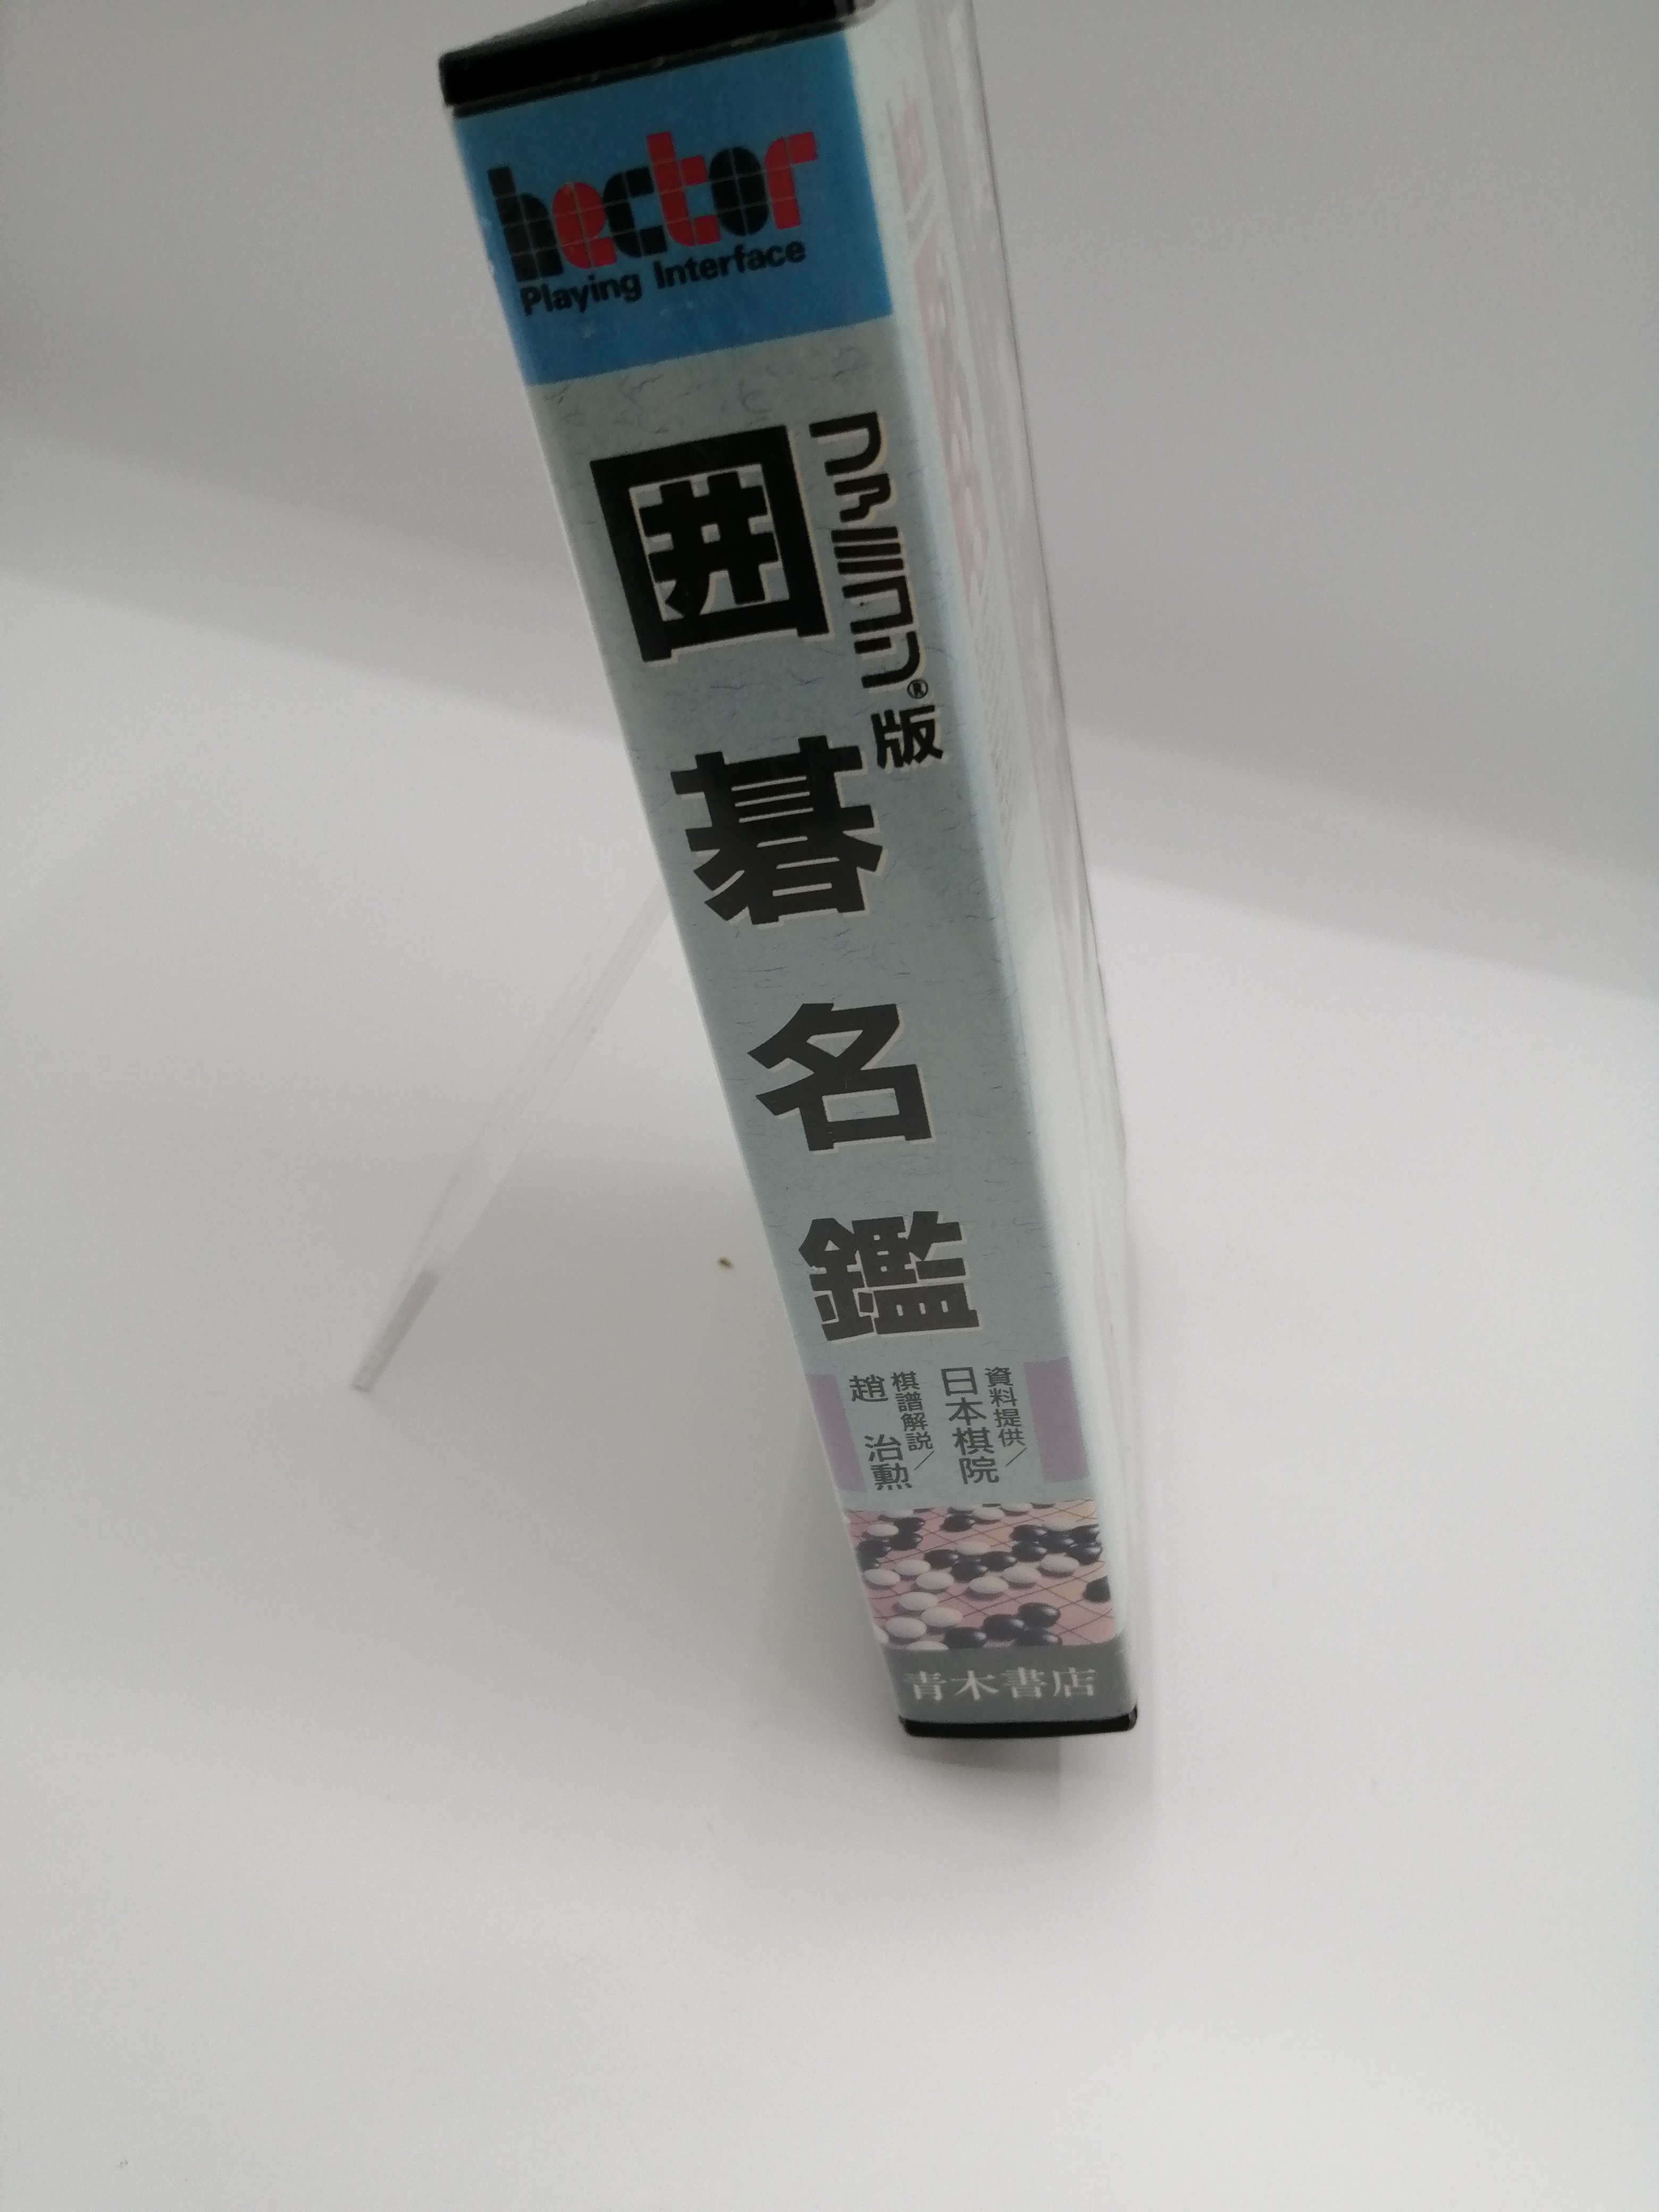 hector
Playing Interface
ファミコン®版
囲碁名鑑
資料提供／
日本棋院
棋譜解説／
趙 治勲
青木書店